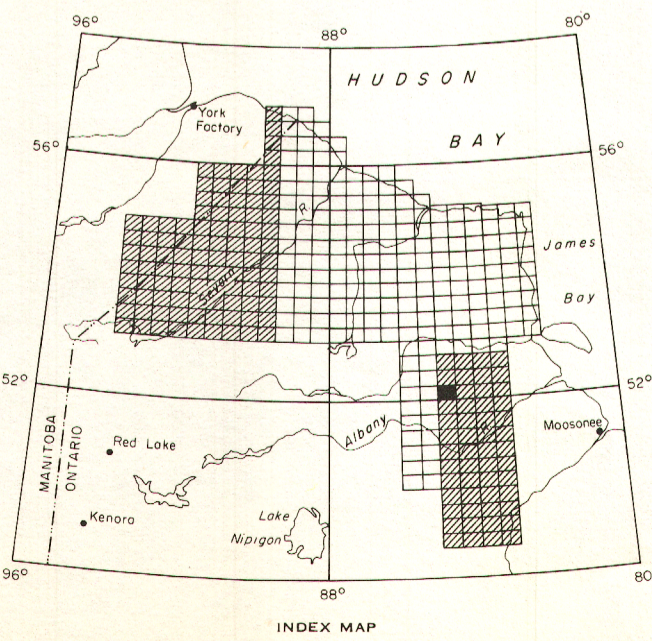 96°
88°
80°
HUDSON
BAY
York
Factory
56°
56°
R.
Severn
James
Bay
52°
52°
MANITOBA
ONTARIO
Red Lake
Albany
R.
Moosonee
Kenora
Lake
Nipigon
96°
88°
80
INDEX MAP